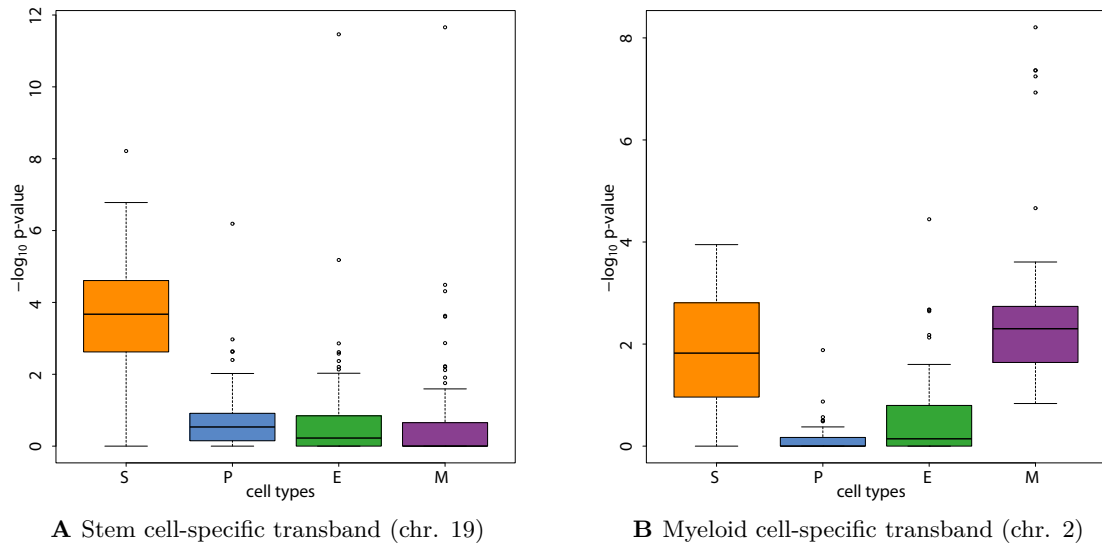 12
10
8
6
4
2
0
−log10 p-value
S P E M
cell types
A Stem cell-specific transband (chr. 19)
8
6
4
2
0
−log10 p-value
S P E M
cell types
B Myeloid cell-specific transband (chr. 2)